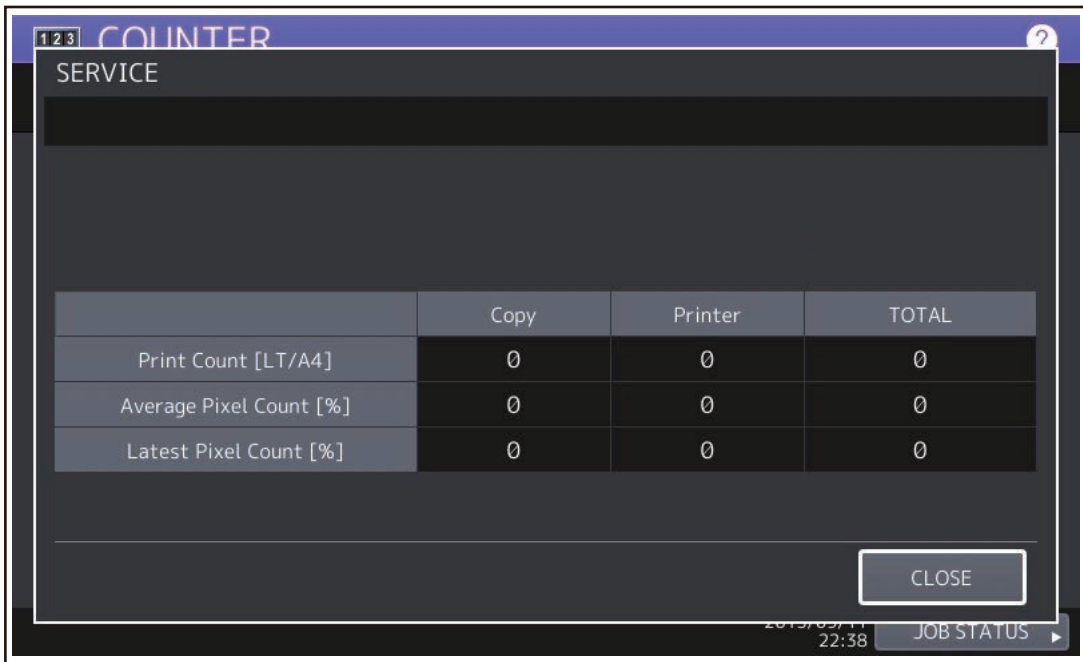 123 COUNTER ?
SERVICE
Copy Printer TOTAL
Print Count [LT/A4] 0 0 0
Average Pixel Count [%] 0 0 0
Latest Pixel Count [%] 0 0 0
CLOSE
22:38 JOB STATUS